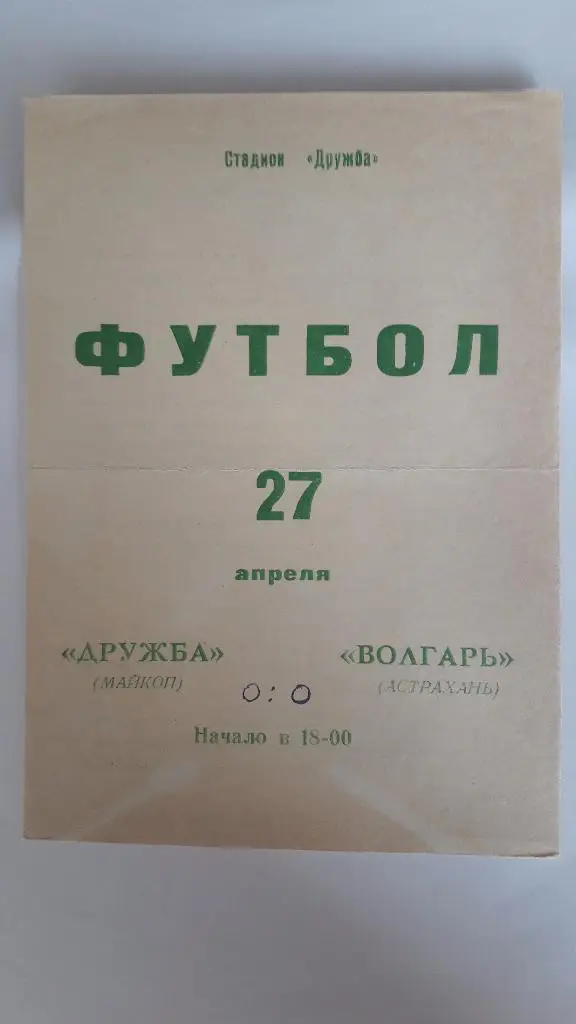 Стадион «Дружба»
ФУТБОЛ
27
апреля
«ДРУЖБА» «ВОЛГАРЬ»
(МАЙКОП) 0:0 (АСТРАХАНЬ)
Начало в 18-00